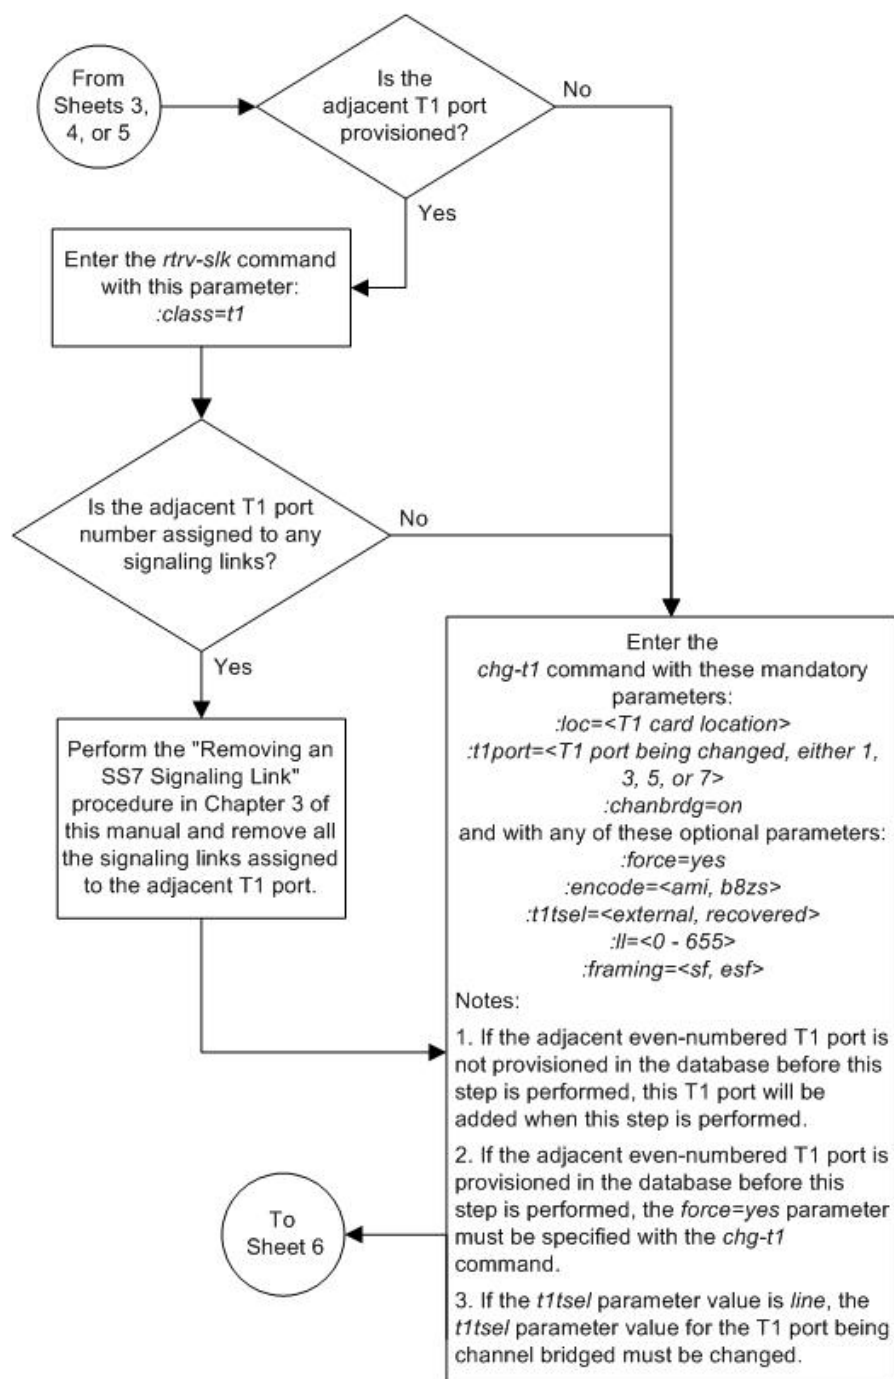 From
Sheets 3,
4, or 5
Is the
adjacent T1 port
provisioned?
No
Yes
Enter the rtrv-slk command
with this parameter:
:class=t1
Is the adjacent T1 port
number assigned to any
signaling links?
No
Yes
Perform the "Removing an
SS7 Signaling Link"
procedure in Chapter 3 of
this manual and remove all
the signaling links assigned
to the adjacent T1 port.
Enter the
chg-t1 command with these mandatory
parameters:
:loc=<T1 card location>
:t1port=<T1 port being changed, either 1,
3, 5, or 7>
:chanbrdg=on
and with any of these optional parameters:
:force=yes
:encode=<ami, b8zs>
:t1tsel=<external, recovered>
:ll=<0 - 655>
:framing=<sf, esf>
Notes:
1. If the adjacent even-numbered T1 port is
not provisioned in the database before this
step is performed, this T1 port will be
added when this step is performed.
2. If the adjacent even-numbered T1 port is
provisioned in the database before this
step is performed, the force=yes parameter
must be specified with the chg-t1
command.
3. If the t1tsel parameter value is line, the
t1tsel parameter value for the T1 port being
channel bridged must be changed.
To
Sheet 6